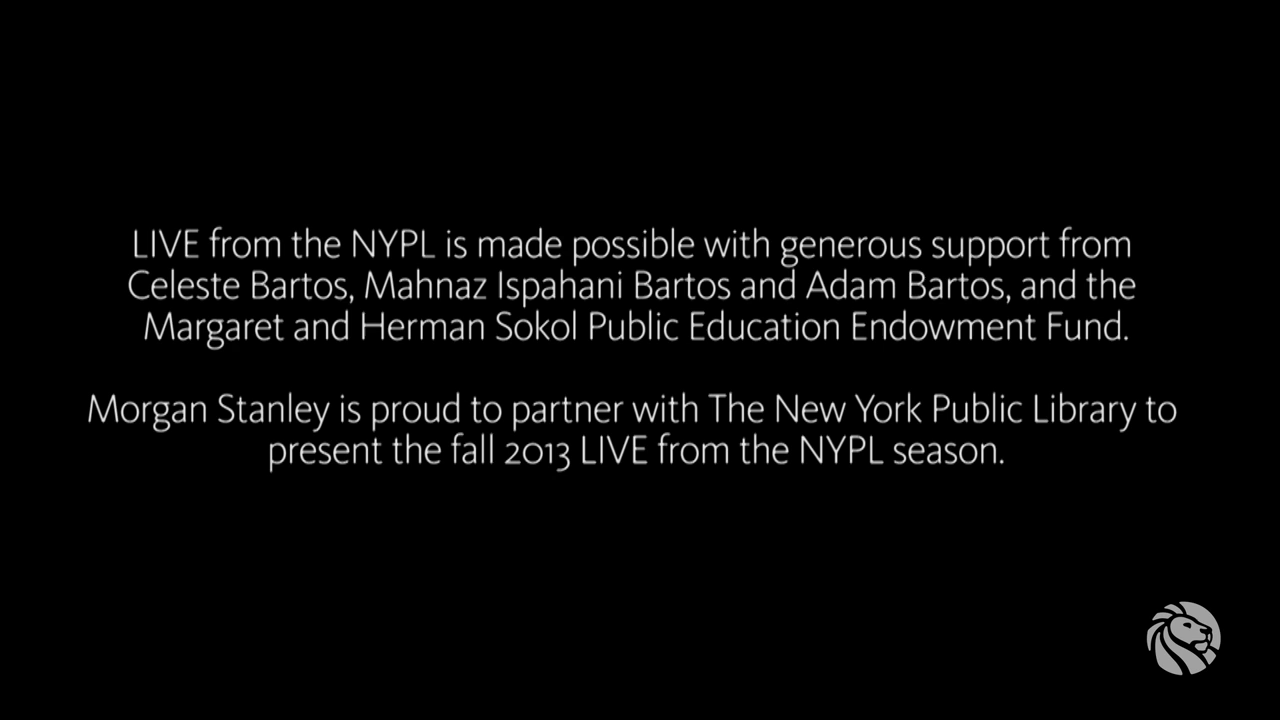 LIVE from the NYPL is made possible with generous support from
Celeste Bartos, Mahnaz Ispahani Bartos and Adam Bartos, and the
Margaret and Herman Sokol Public Education Endowment Fund.
Morgan Stanley is proud to partner with The New York Public Library to
present the fall 2013 LIVE from the NYPL season.